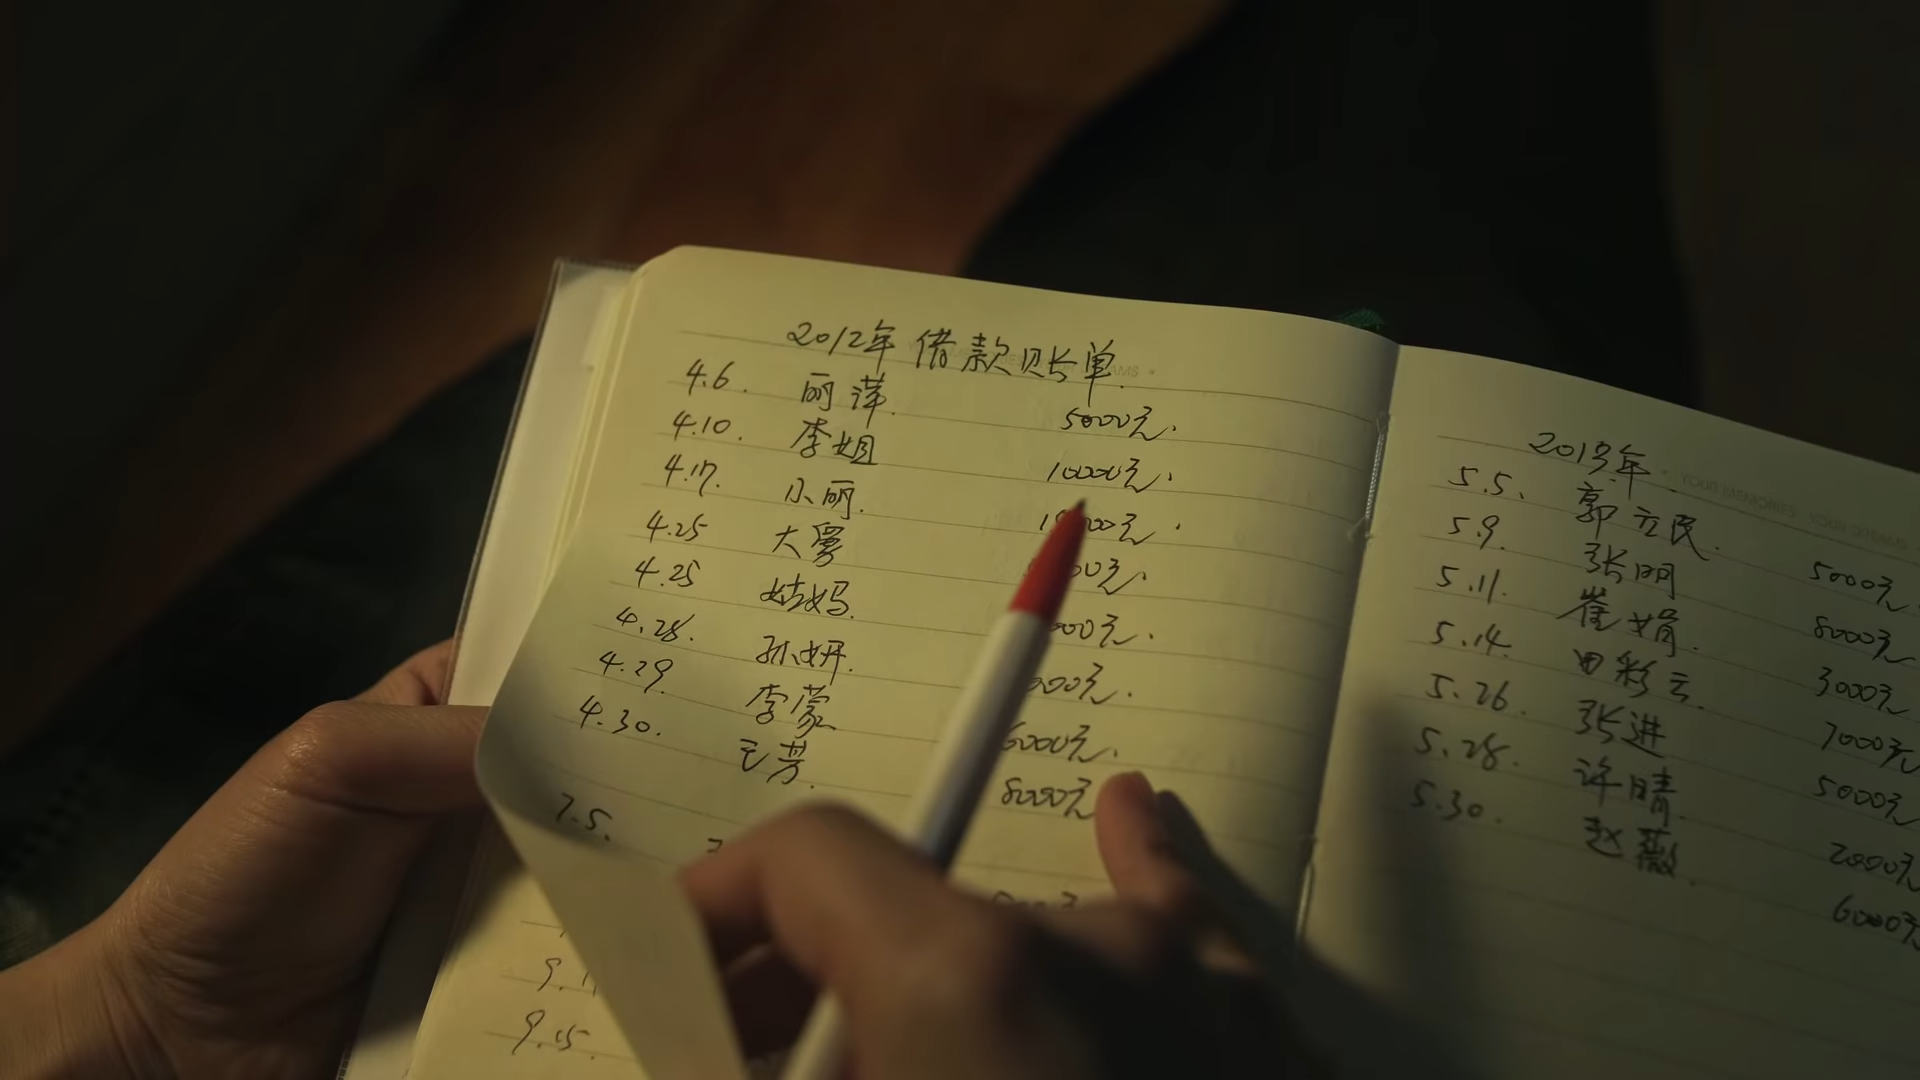 2012年 借款账单.
4.6. 丽萍. 5000元.
4.10. 李姐 10000元.
4.17. 小丽.
4.25 大雾
4.25 姑妈.
4.28. 孙妍.
4.29. 李蒙 6000元.
4.30. 王芳. 8000元
7.5.
9.15.
2013年.
YOUR MEMORIES YOUR DREAMS
5.5. 郭立民. 5000元.
5.9. 张明 8000元
5.11. 崔娟. 3000元
5.14. 田彩云. 7000元
5.26. 张进 5000元
5.28. 许晴. 2000元
5.30. 赵薇. 6000元